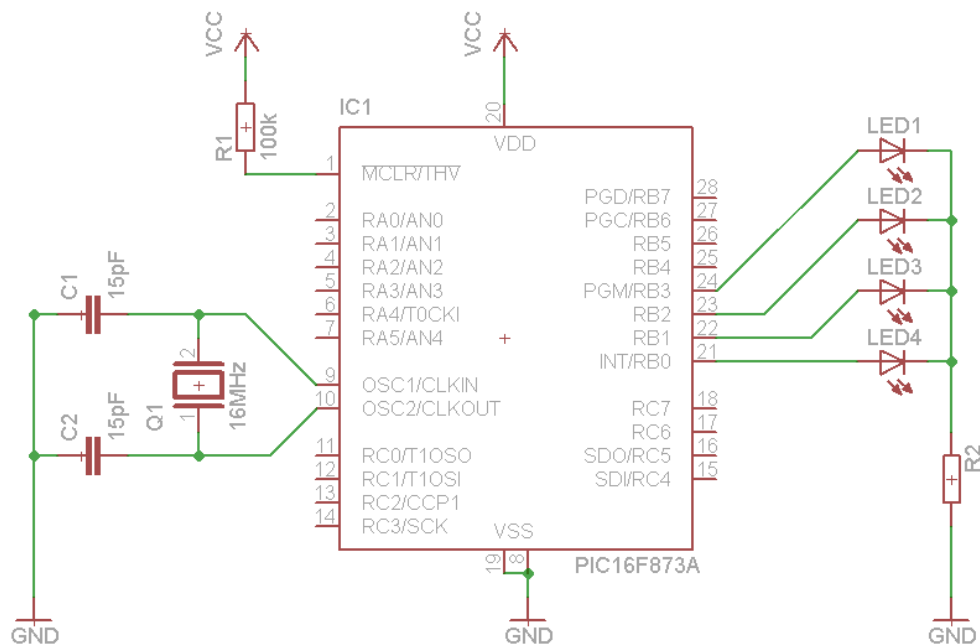 VCC
VCC
R1
100k
IC1
20
VDD
1
MCLR/THV
2
RA0/AN0
3
RA1/AN1
4
RA2/AN2
5
RA3/AN3
6
RA4/T0CKI
7
RA5/AN4
9
OSC1/CLKIN
10
OSC2/CLKOUT
11
RC0/T1OSO
12
RC1/T1OSI
13
RC2/CCP1
14
RC3/SCK
PGD/RB7
28
PGC/RB6
27
RB5
26
RB4
25
PGM/RB3
24
RB2
23
RB1
22
INT/RB0
21
RC7
18
RC6
17
SDO/RC5
16
SDI/RC4
15
VSS
19
8
PIC16F873A
C1
15pF
C2
15pF
Q1
2
1
16MHz
LED1
LED2
LED3
LED4
R2
GND
GND
GND